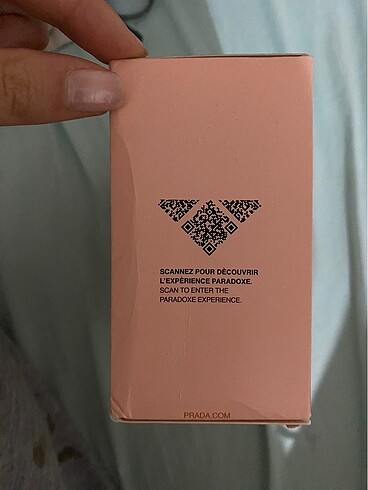 SCANNEZ POUR DÉCOUVRIR
L'EXPÉRIENCE PARADOXE.
SCAN TO ENTER THE
PARADOXE EXPERIENCE.
PRADA.COM